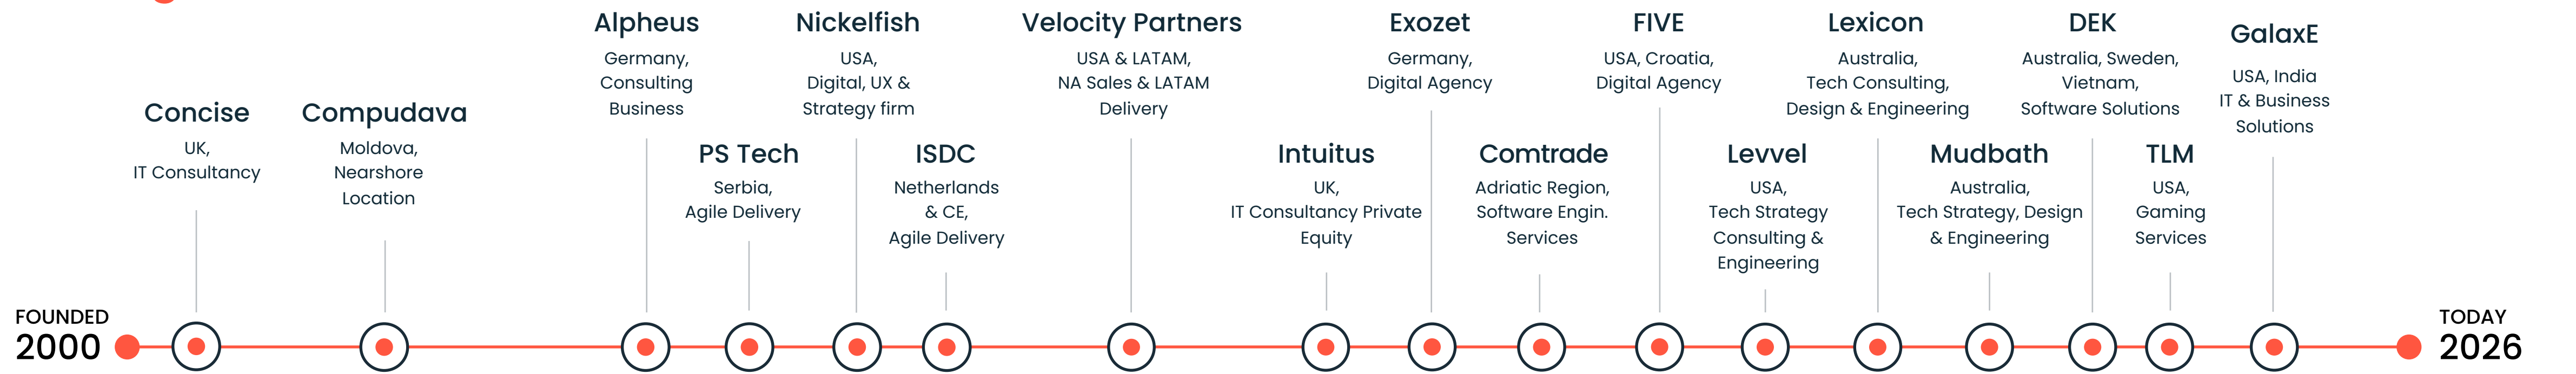 FOUNDED
2000
Concise
UK,
IT Consultancy
Compudava
Moldova,
Nearshore
Location
Alpheus
Germany,
Consulting
Business
PS Tech
Serbia,
Agile Delivery
Nickelfish
USA,
Digital, UX &
Strategy firm
ISDC
Netherlands
& CE,
Agile Delivery
Velocity Partners
USA & LATAM,
NA Sales & LATAM
Delivery
Intuitus
UK,
IT Consultancy Private
Equity
Exozet
Germany,
Digital Agency
Comtrade
Adriatic Region,
Software Engin.
Services
FIVE
USA, Croatia,
Digital Agency
Levvel
USA,
Tech Strategy
Consulting &
Engineering
Lexicon
Australia,
Tech Consulting,
Design & Engineering
Mudbath
Australia,
Tech Strategy, Design
& Engineering
DEK
Australia, Sweden,
Vietnam,
Software Solutions
TLM
USA,
Gaming
Services
GalaxE
USA, India
IT & Business
Solutions
TODAY
2026